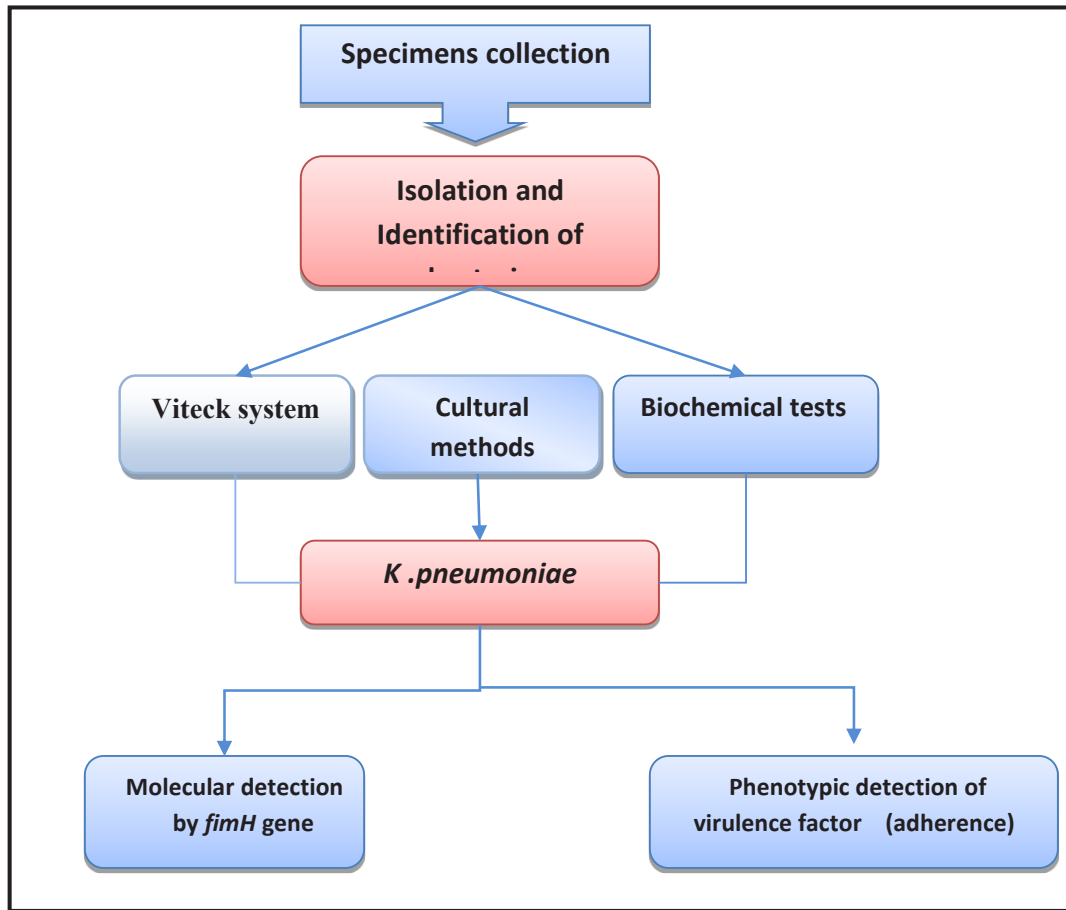 Specimens collection
Isolation and
Identification of
Viteck system
Cultural
methods
Biochemical tests
K .pneumoniae
Molecular detection
by fimH gene
Phenotypic detection of
virulence factor (adherence)